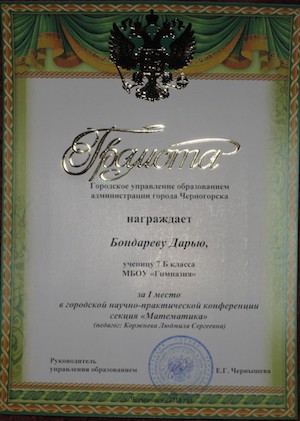 Грамота
Городское управление образованием
администрации города Черногорска
награждает
Бондареву Дарью,
ученицу 7 Б класса
МБОУ «Гимназия»
за I место
в городской научно-практической конференции
секция «Математика»
(педагог: Коржнева Людмила Сергеевна)
Руководитель
управления образованием
Е.Г. Чернышева